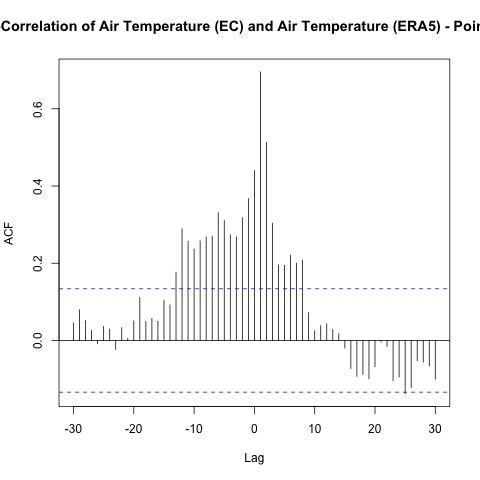 -Correlation of Air Temperature (EC) and Air Temperature (ERA5) - Poin
ACF
0.6
0.4
0.2
0.0
-30 -20 -10 0 10 20 30
Lag